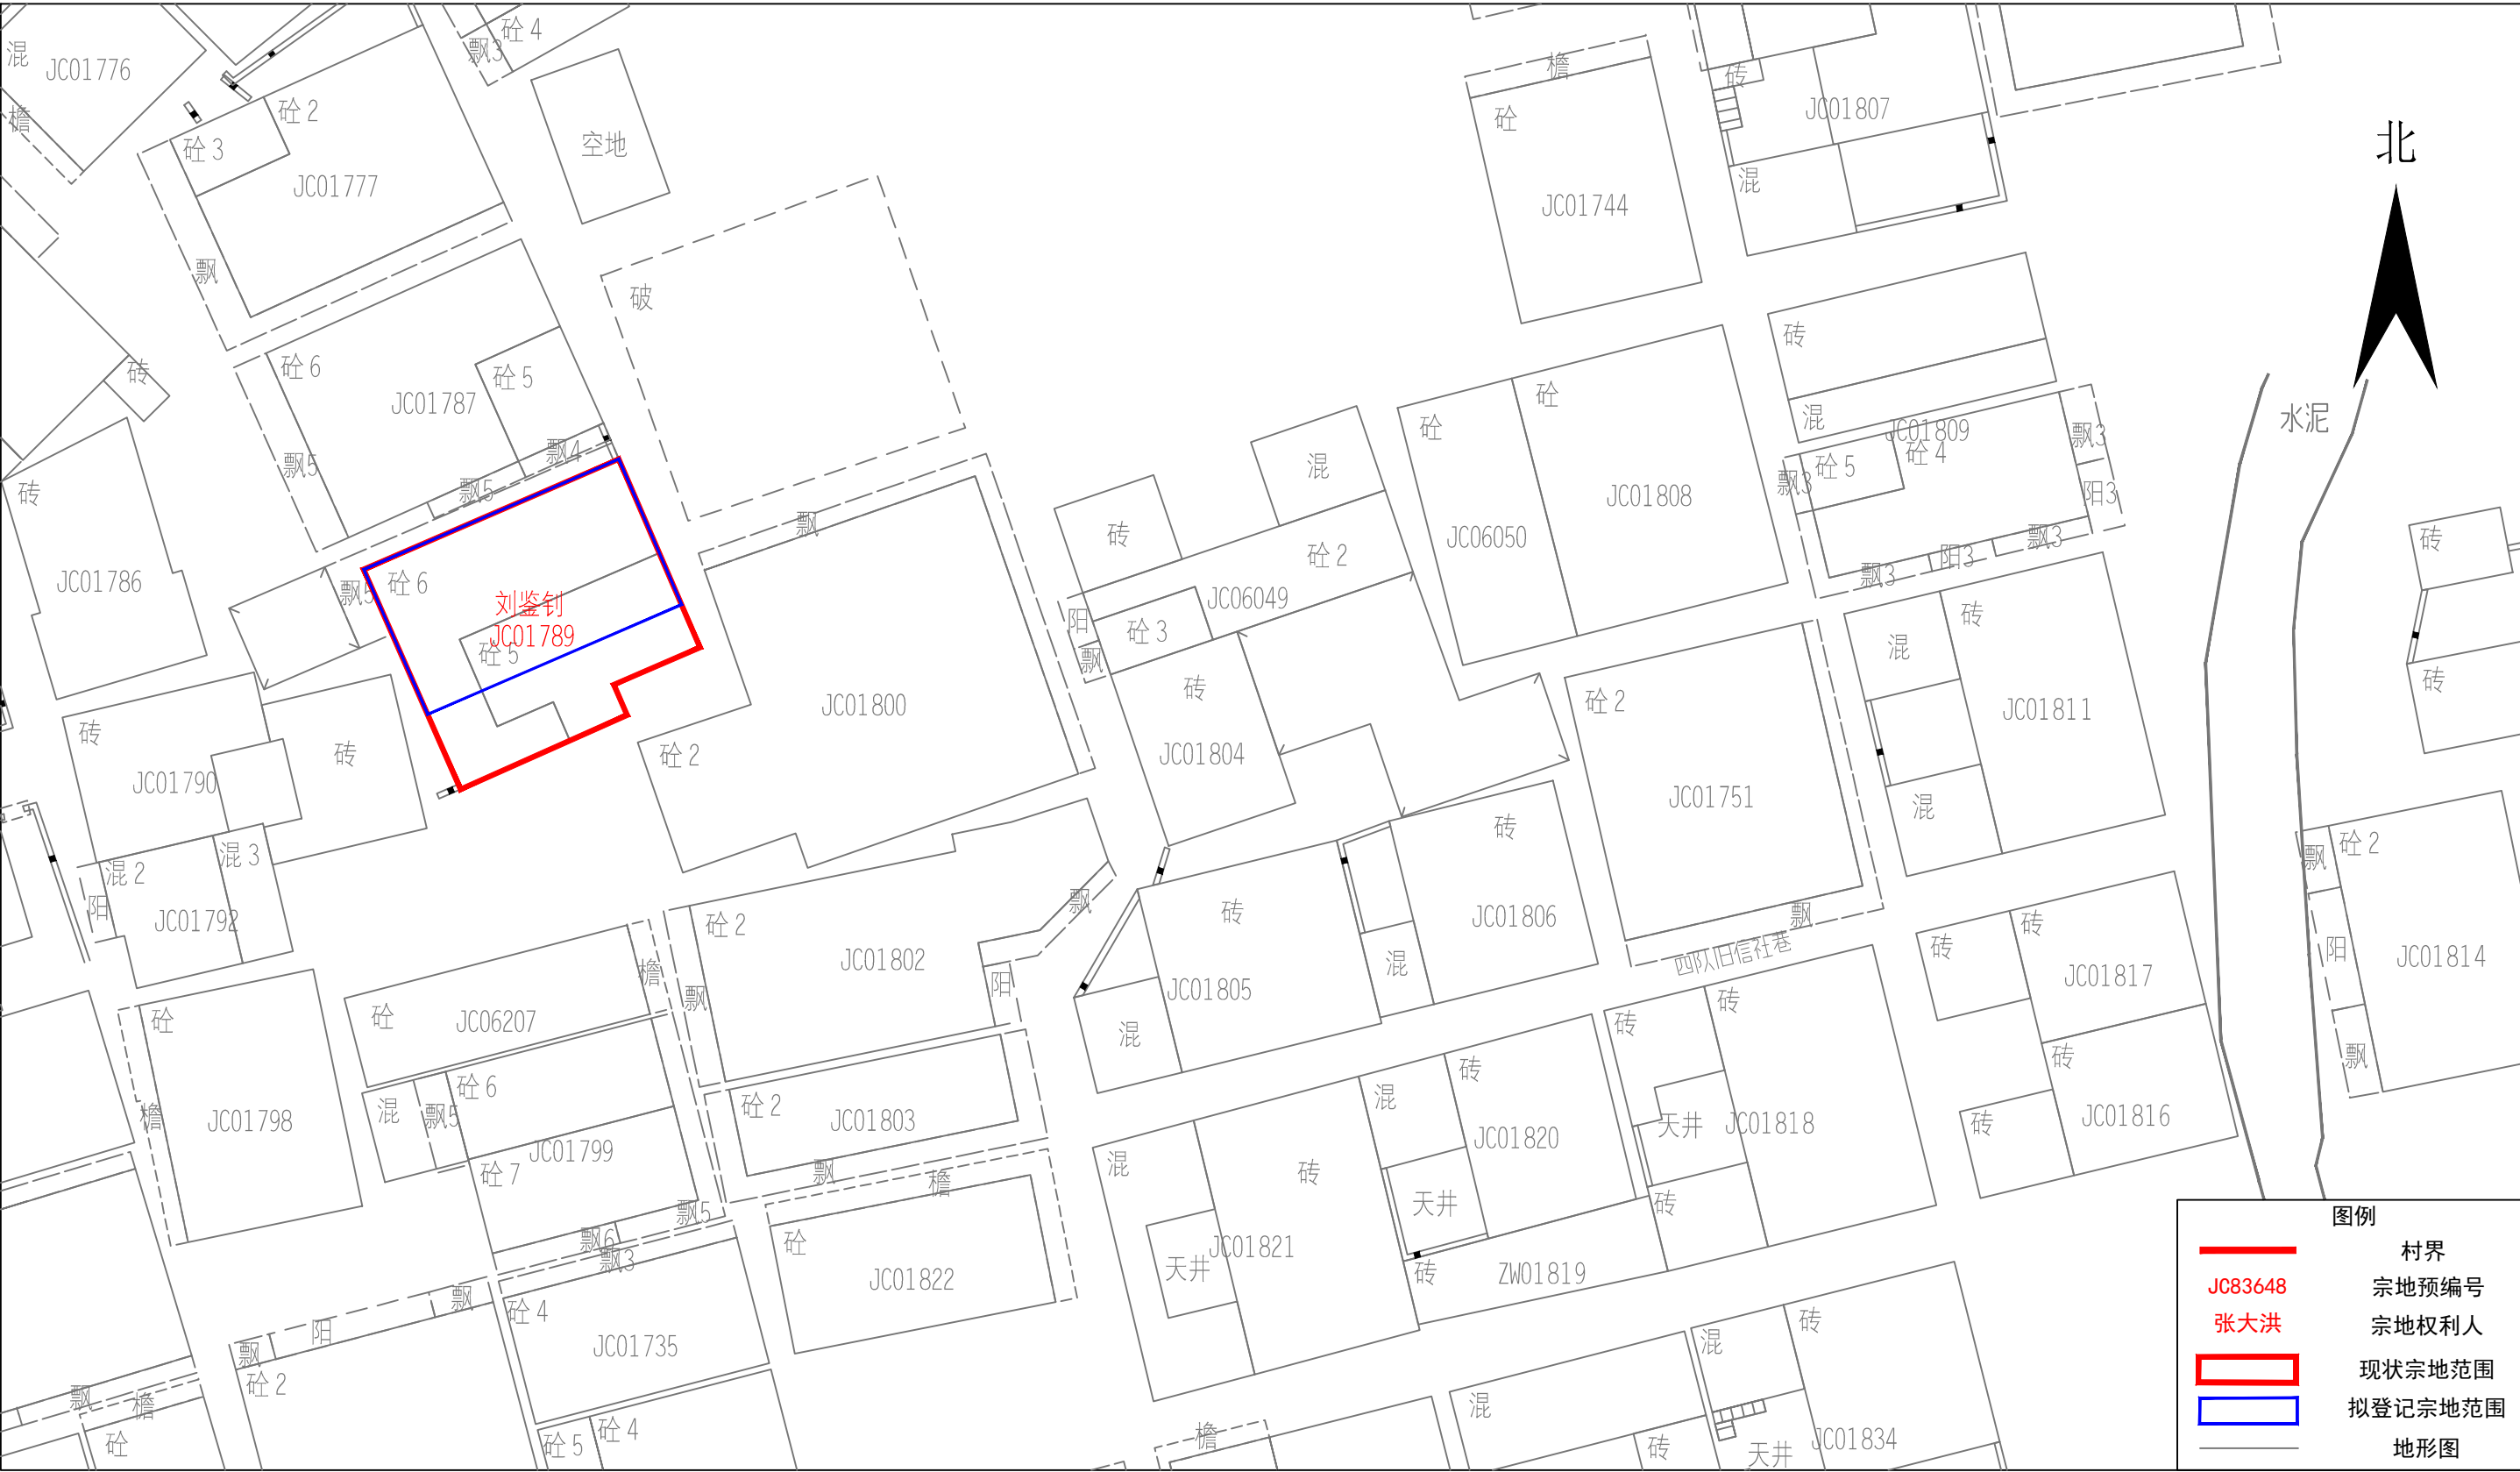 混
JC01776
檐
砼 3
砼 2
JC01777
飘
飘3
砼 4
空地
破
檐
砼
JC01744
砖
JC01807
混
北
砖
混
水泥
砖
砼 6
JC01787
砼 5
飘5
飘4
飘5
砖
JC01786
飘5
砼 6
刘鉴钊
JC01789
砼 5
飘
JC01800
砼 2
砖
混
砼 2
JC06049
阳
砼 3
飘
砖
JC01804
砼
JC06050
砼
JC01808
JC01809
砼 5
砼 4
飘3
飘3
阳3
飘3
阳3
飘3
混
砖
JC01811
混
砼 2
JC01751
飘
四队旧信社巷
砖
砖
砖
JC01790
砖
混 2
混 3
阳
JC01792
砼
JC06207
檐
飘
砼 2
JC01802
飘
阳
砖
JC01805
混
砖
JC01806
混
砖
砖
JC01817
砖
砖
JC01816
飘
砼 2
阳
JC01814
飘
砼
JC01798
檐
混
飘5
砼 6
JC01799
砼 7
飘5
飘6
飘3
砼 2
JC01803
飘
檐
砼
JC01822
混
砖
天井
JC01821
混
砖
JC01820
天井
砖
ZW01819
砖
砖
天井
JC01818
砖
飘
阳
飘
砼 2
砼 4
JC01735
砼 5
砼 4
飘
檐
砼
檐
混
砖
混
砖
天井
JC01834
图例
村界
JC83648
宗地预编号
张大洪
宗地权利人
现状宗地范围
拟登记宗地范围
地形图